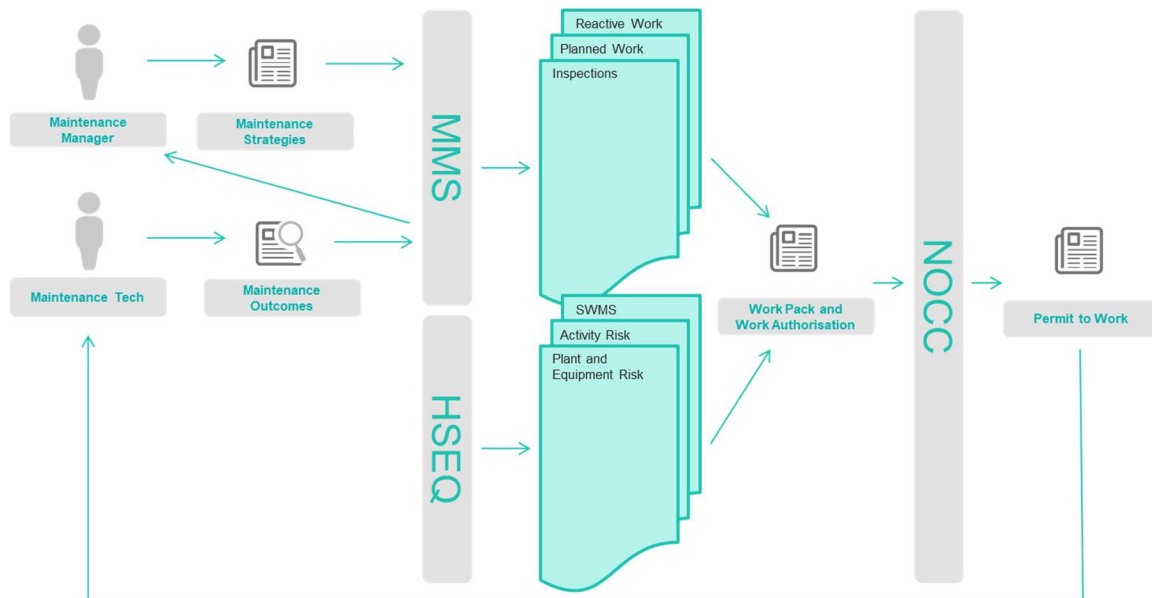 Reactive Work
Planned Work
Inspections
Maintenance
Manager
Maintenance
Strategies
MMS
Maintenance Tech
Maintenance
Outcomes
SWMS
Activity Risk
Plant and
Equipment Risk
HSEQ
Work Pack and
Work Authorisation
NOCC
Permit to Work